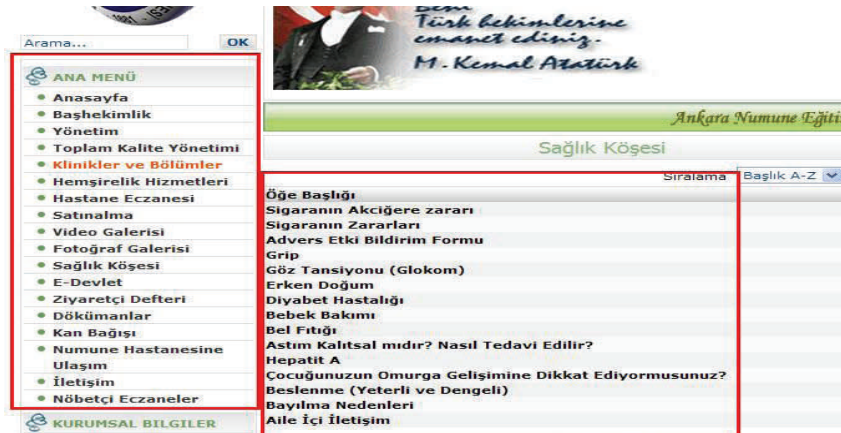 1881 -
Arama...
OK
ANA MENÜ
Anasayfa
Başhekimlik
Yönetim
Toplam Kalite Yönetimi
Klinikler ve Bölümler
Hemşirelik Hizmetleri
Hastane Eczanesi
Satınalma
Video Galerisi
Fotoğraf Galerisi
Sağlık Köşesi
E-Devlet
Ziyaretçi Defteri
Dökümanlar
Kan Bağışı
Numune Hastanesine
Ulaşım
İletişim
Nöbetçi Eczaneler
KURUMSAL BILGILER
Beni
Türk hekimlerine
emanet ediniz.
M. Kemal Atatürk
Ankara Numune Eğiti
Sağlık Köşesi
Sıralama
Başlık A-Z
Öğe Başlığı
Sigaranın Akciğere zararı
Sigaranın Zararları
Advers Etki Bildirim Formu
Grip
Göz Tansiyonu (Glokom)
Erken Doğum
Diyabet Hastalığı
Bebek Bakımı
Bel Fıtığı
Astım Kalıtsal mıdır? Nasıl Tedavi Edilir?
Hepatit A
Çocuğunuzun Omurga Gelişimine Dikkat Ediyormusunuz?
Beslenme (Yeterli ve Dengeli)
Bayılma Nedenleri
Aile İçi İletişim